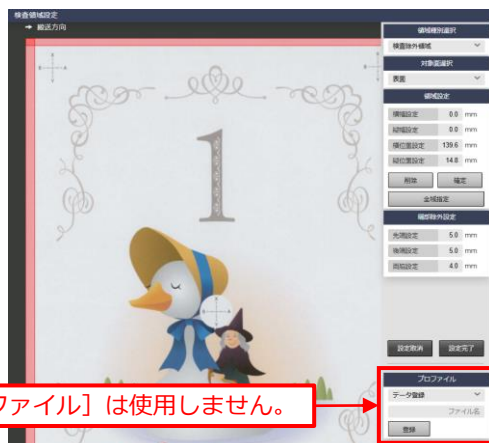 検査領域設定
→ 搬送方向
領域種別選択
検査除外領域
対象面選択
表面
領域設定
横幅設定 0.0 mm
縦幅設定 0.0 mm
横位置設定 139.6 mm
縦位置設定 14.8 mm
削除 確定
全域指定
端部除外設定
先端設定 5.0 mm
後端設定 5.0 mm
両脇設定 4.0 mm
1
設定取消 設定完了
プロファイル
データ登録
ファイル名
登録
ファイル］は使用しません。